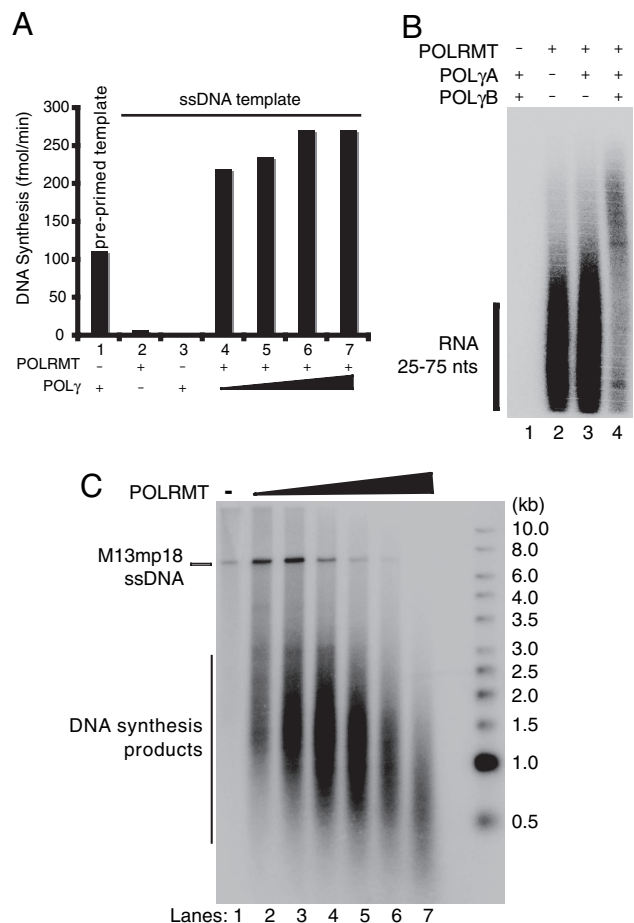 A
DNA Synthesis (fmol/min)
300
250
200
150
100
50
0
pre-primed template
ssDNA template
1 2 3 4 5 6 7
POLRMT – + – + + + +
POLγ + – +
B
POLRMT – + + +
POLγA + – + +
POLγB + – – +
RNA
25-75 nts
1 2 3 4
C
POLRMT -
(kb)
M13mp18
ssDNA
10.0
8.0
6.0
4.0
3.5
3.0
2.5
2.0
1.5
1.0
0.5
DNA synthesis
products
Lanes: 1 2 3 4 5 6 7